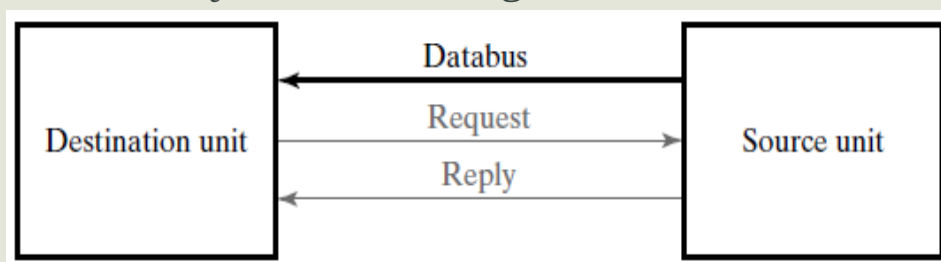 Databus
Request
Destination unit
Source unit
Reply